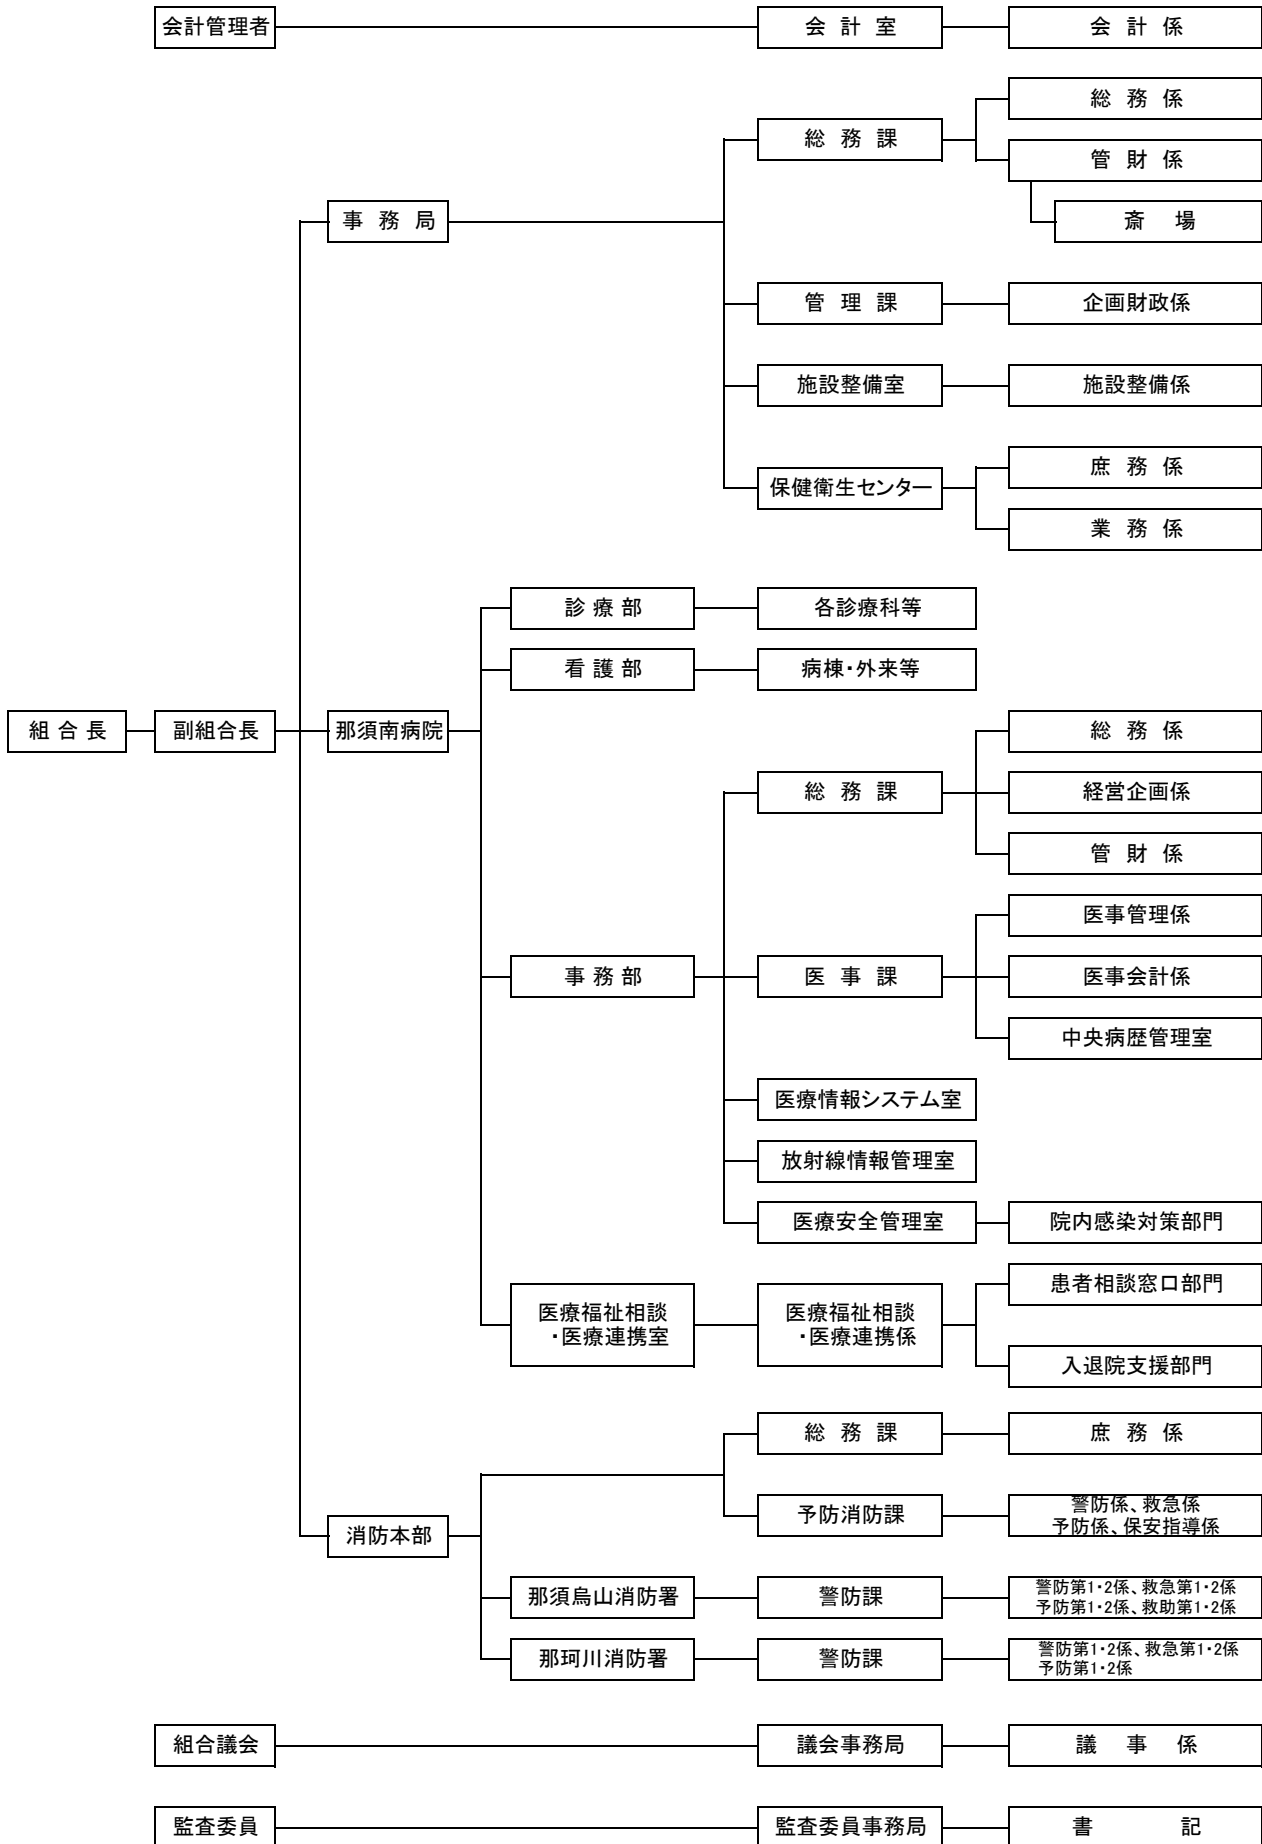 会計管理者
会計室
会計係
総務係
総務課
管財係
事務局
斎場
管理課
企画財政係
施設整備室
施設整備係
庶務係
保健衛生センター
業務係
診療部
各診療科等
看護部
病棟・外来等
組合長
副組合長
那須南病院
総務係
総務課
経営企画係
管財係
医事管理係
事務部
医事課
医事会計係
中央病歴管理室
医療情報システム室
放射線情報管理室
医療安全管理室
院内感染対策部門
患者相談窓口部門
医療福祉相談
・医療連携室
医療福祉相談
・医療連携係
入退院支援部門
総務課
庶務係
予防消防課
警防係、救急係
予防係、保安指導係
消防本部
那須烏山消防署
警防課
警防第1・2係、救急第1・2係
予防第1・2係、救助第1・2係
那珂川消防署
警防課
警防第1・2係、救急第1・2係
予防第1・2係
組合議会
議会事務局
議事係
監査委員
監査委員事務局
書記